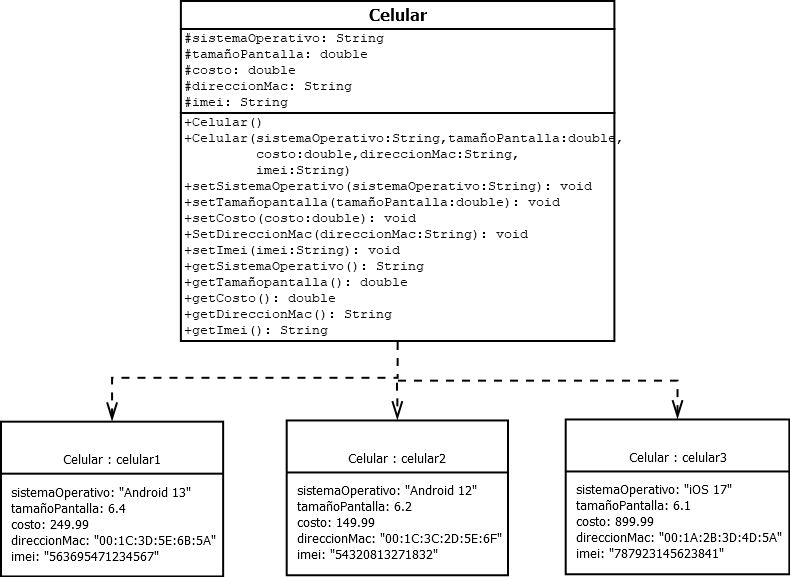 Celular
#sistemaOperativo: String
#tamañoPantalla: double
#costo: double
#direccionMac: String
#imei: String
+Celular()
+Celular(sistemaOperativo:String,tamañoPantalla:double,
costo:double,direccionMac:String,
imei:String)
+setSistemaOperativo(sistemaOperativo:String): void
+setTamañopantalla(tamañoPantalla:double): void
+setCosto(costo:double): void
+SetDireccionMac(direccionMac:String): void
+setImei(imei:String): void
+getSistemaOperativo(): String
+getTamañopantalla(): double
+getCosto(): double
+getDireccionMac(): String
+getImei(): String
Celular : celular1
sistemaOperativo: "Android 13"
tamañoPantalla: 6.4
costo: 249.99
direccionMac: "00:1C:3D:5E:6B:5A"
imei: "563695471234567"
Celular : celular2
sistemaOperativo: "Android 12"
tamañoPantalla: 6.2
costo: 149.99
direccionMac: "00:1C:3C:2D:5E:6F"
imei: "54320813271832"
Celular : celular3
sistemaOperativo: "iOS 17"
tamañoPantalla: 6.1
costo: 899.99
direccionMac: "00:1A:2B:3D:4D:5A"
imei: "787923145623841"